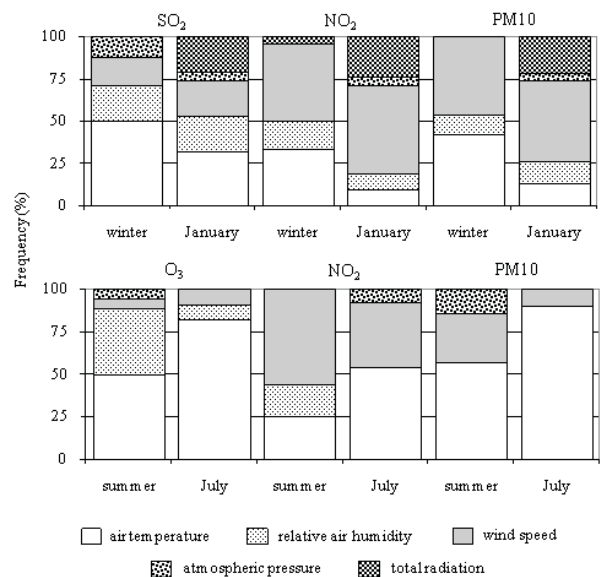 SO2 NO2 PM10
100
75
50
25
0
winter January winter January winter January
Frequency (%)
O3 NO2 PM10
100
75
50
25
0
summer July summer July summer July
air temperature relative air humidity wind speed
atmospheric pressure total radiation